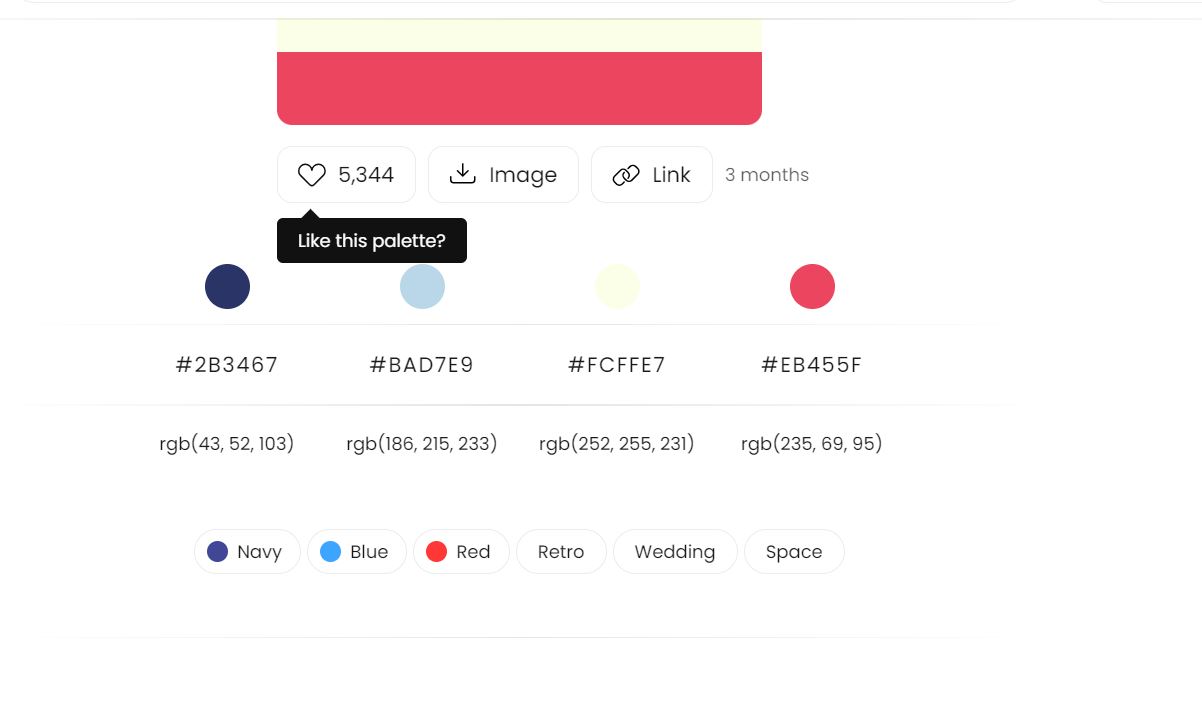 5,344 Image Link 3 months
Like this palette?
#2B3467 #BAD7E9 #FCFFE7 #EB455F
rgb(43, 52, 103) rgb(186, 215, 233) rgb(252, 255, 231) rgb(235, 69, 95)
Navy Blue Red Retro Wedding Space